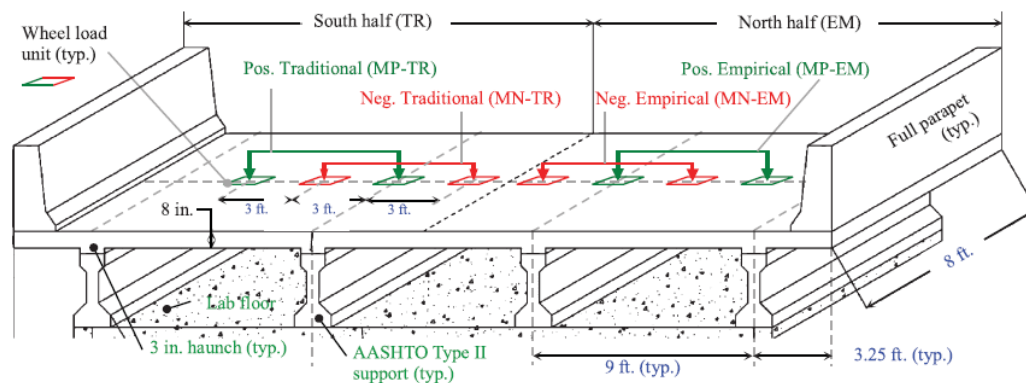 South half (TR)
North half (EM)
Wheel load
unit (typ.)
Pos. Traditional (MP-TR)
Pos. Empirical (MP-EM)
Neg. Traditional (MN-TR)
Neg. Empirical (MN-EM)
Full parapet
(typ.)
8 in.
3 ft.
3 ft.
3 ft.
8 ft.
Lab floor
3 in. haunch (typ.)
AASHTO Type II
support (typ.)
9 ft. (typ.)
3.25 ft. (typ.)